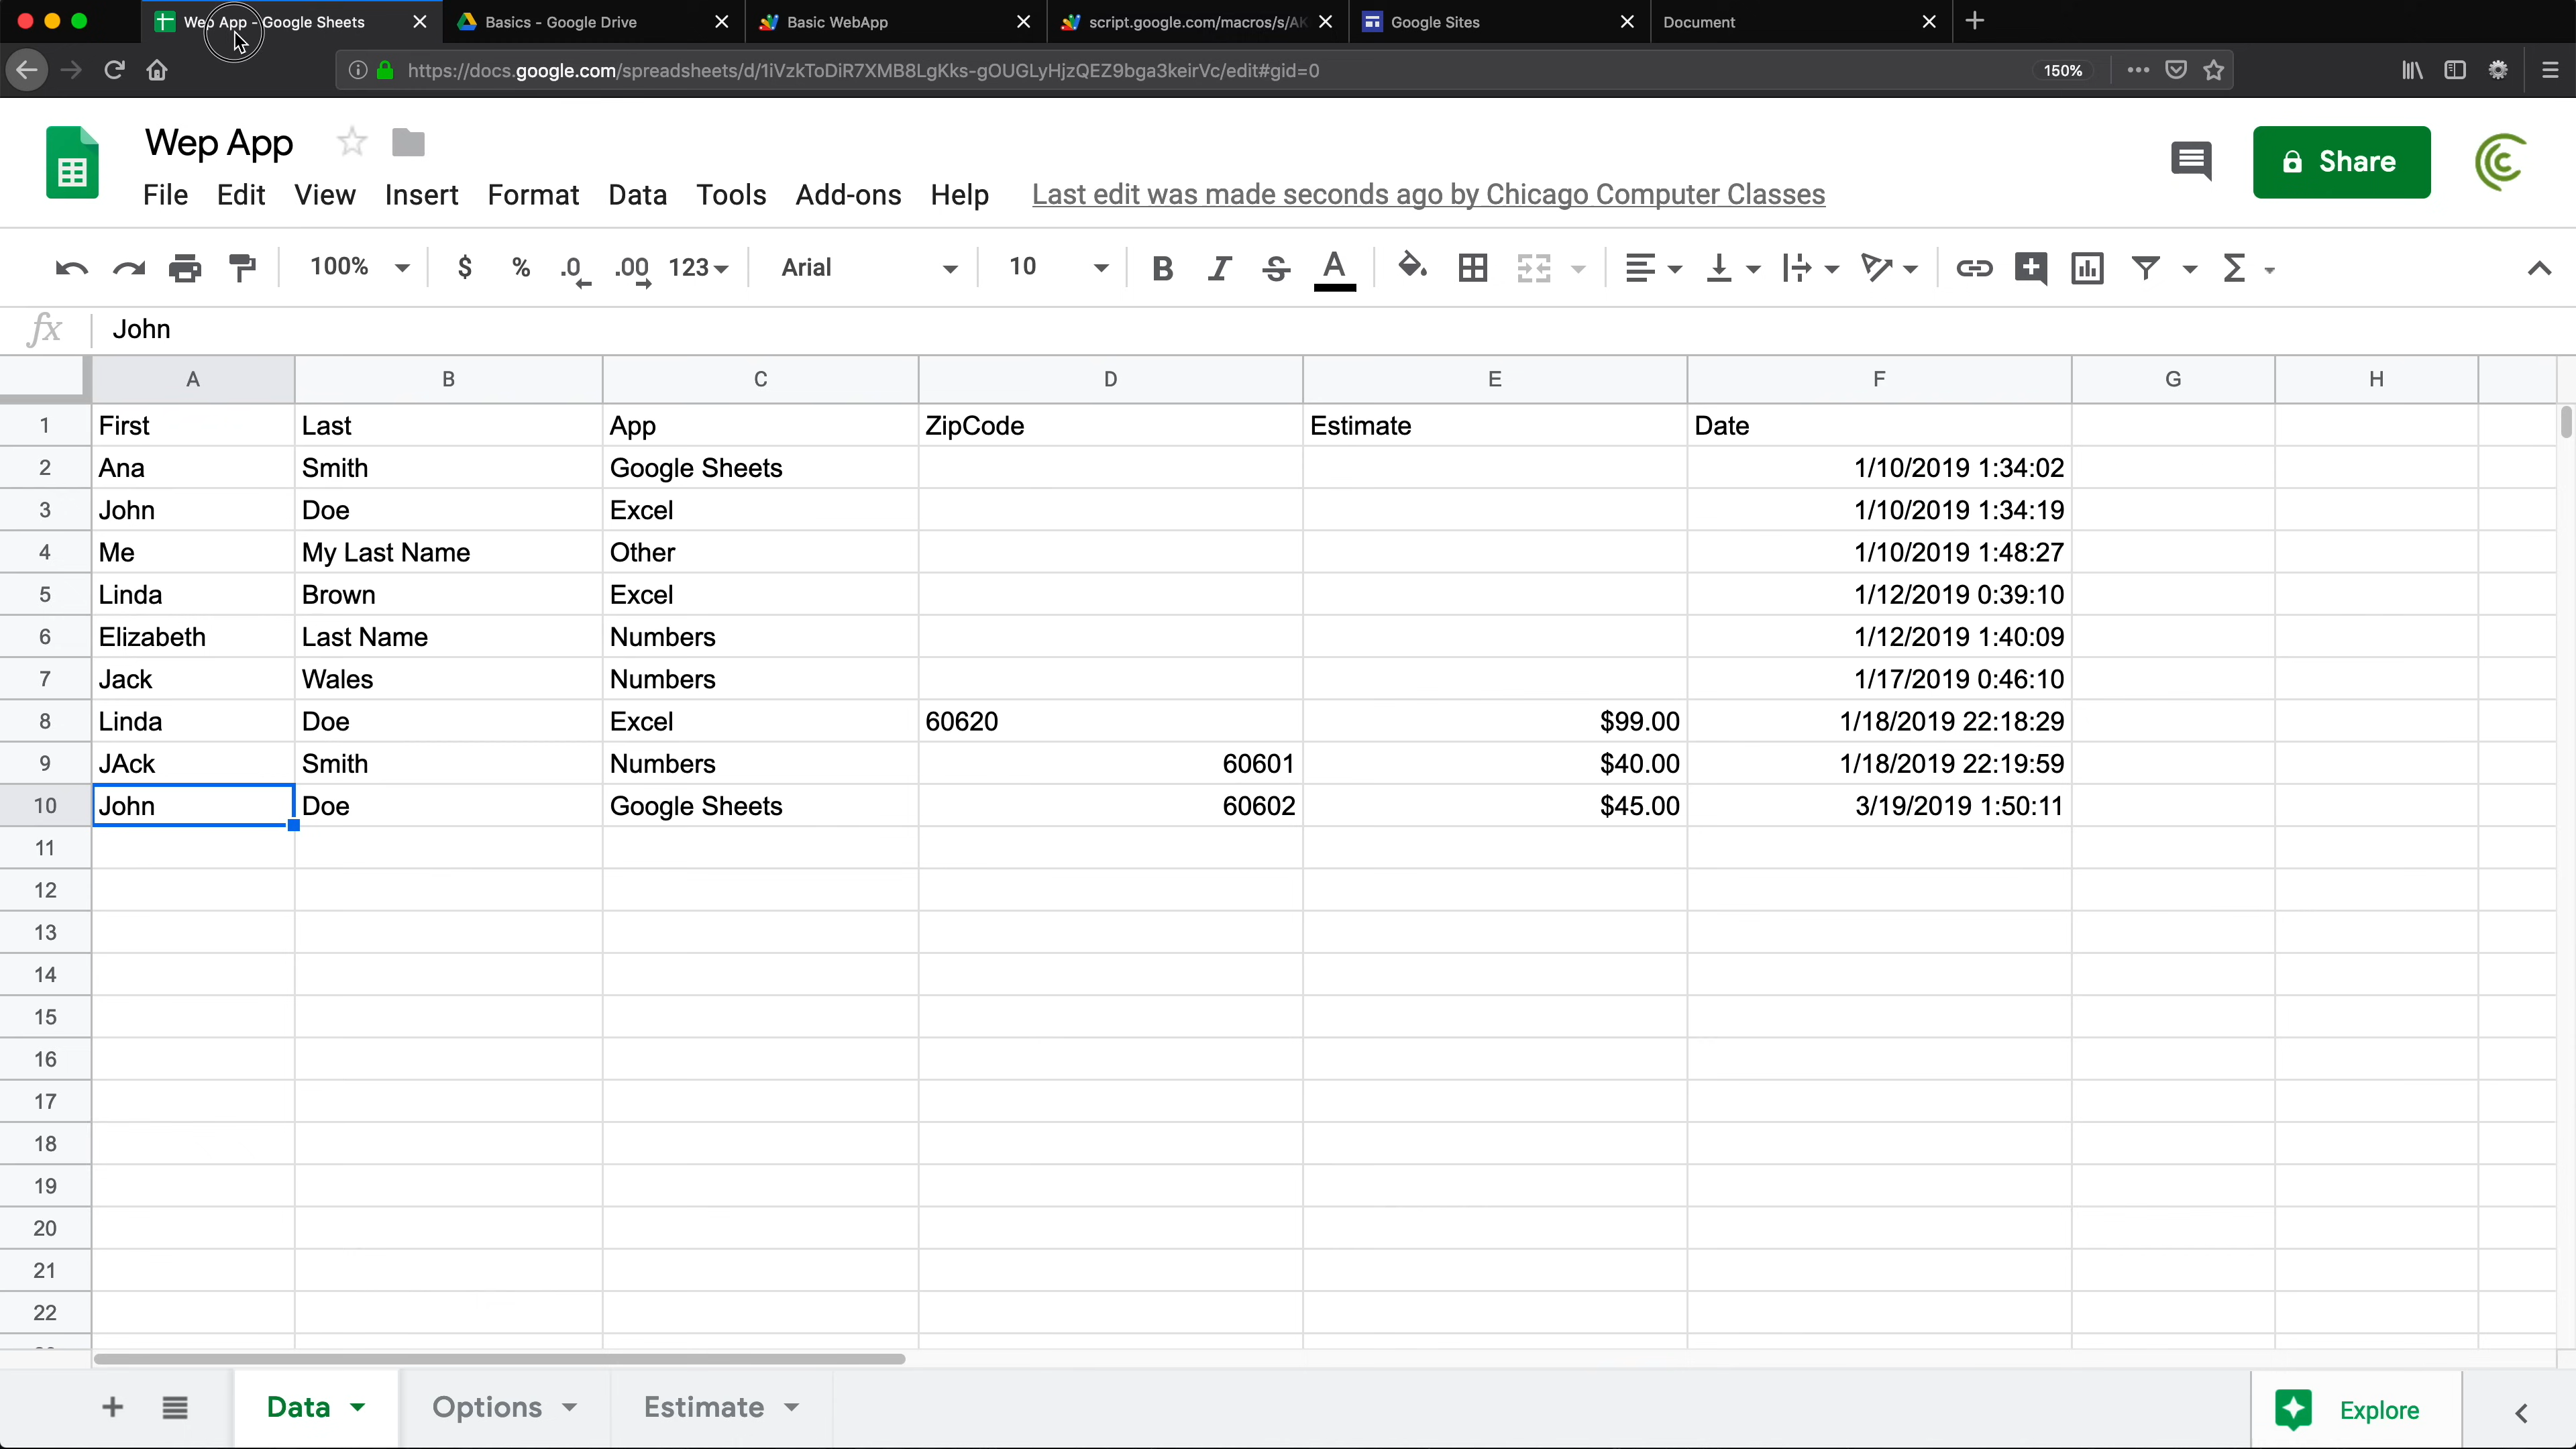 Wep App - Google Sheets Basics - Google Drive Basic WebApp script.google.com/macros/s/AK Google Sites Document
https://docs.google.com/spreadsheets/d/1iVzkToDiR7XMB8LgKks-gOUGLyHjzQEZ9bga3keirVc/edit#gid=0 150%
Wep App
Share
File Edit View Insert Format Data Tools Add-ons Help Last edit was made seconds ago by Chicago Computer Classes
100% $ % .0 .00 123 Arial 10 B I S A Σ
fx John
A B C D E F G H
1 First Last App ZipCode Estimate Date
2 Ana Smith Google Sheets 1/10/2019 1:34:02
3 John Doe Excel 1/10/2019 1:34:19
4 Me My Last Name Other 1/10/2019 1:48:27
5 Linda Brown Excel 1/12/2019 0:39:10
6 Elizabeth Last Name Numbers 1/12/2019 1:40:09
7 Jack Wales Numbers 1/17/2019 0:46:10
8 Linda Doe Excel 60620 $99.00 1/18/2019 22:18:29
9 JAck Smith Numbers 60601 $40.00 1/18/2019 22:19:59
10 John Doe Google Sheets 60602 $45.00 3/19/2019 1:50:11
11
12
13
14
15
16
17
18
19
20
21
22
Data Options Estimate Explore